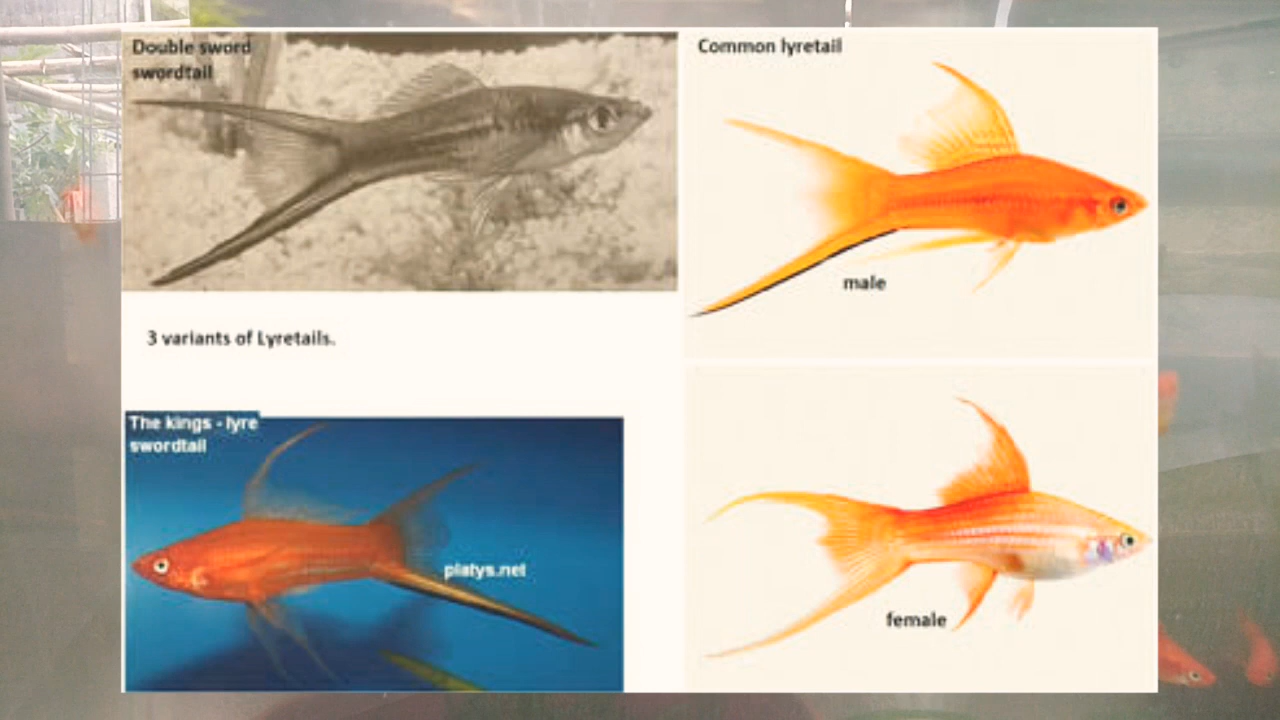 Double sword
swordtail
Common lyretail
male
3 variants of Lyretails.
The kings - lyre
swordtail
platys.net
female